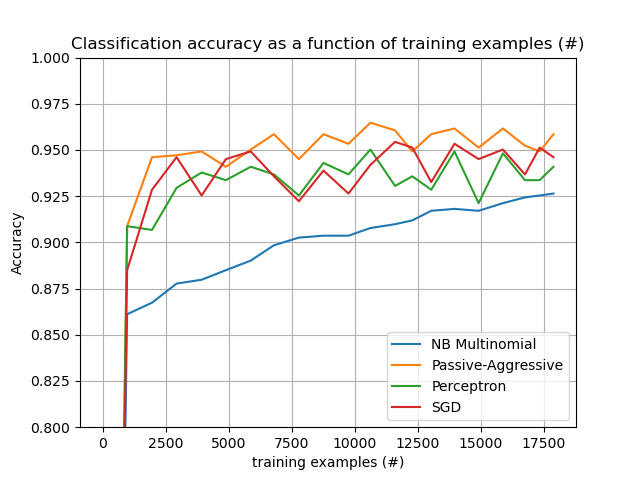 Classification accuracy as a function of training examples (#)
1.000
0.975
0.950
0.925
0.900
0.875
0.850
0.825
0.800
Accuracy
NB Multinomial
Passive-Aggressive
Perceptron
SGD
0 2500 5000 7500 10000 12500 15000 17500
training examples (#)